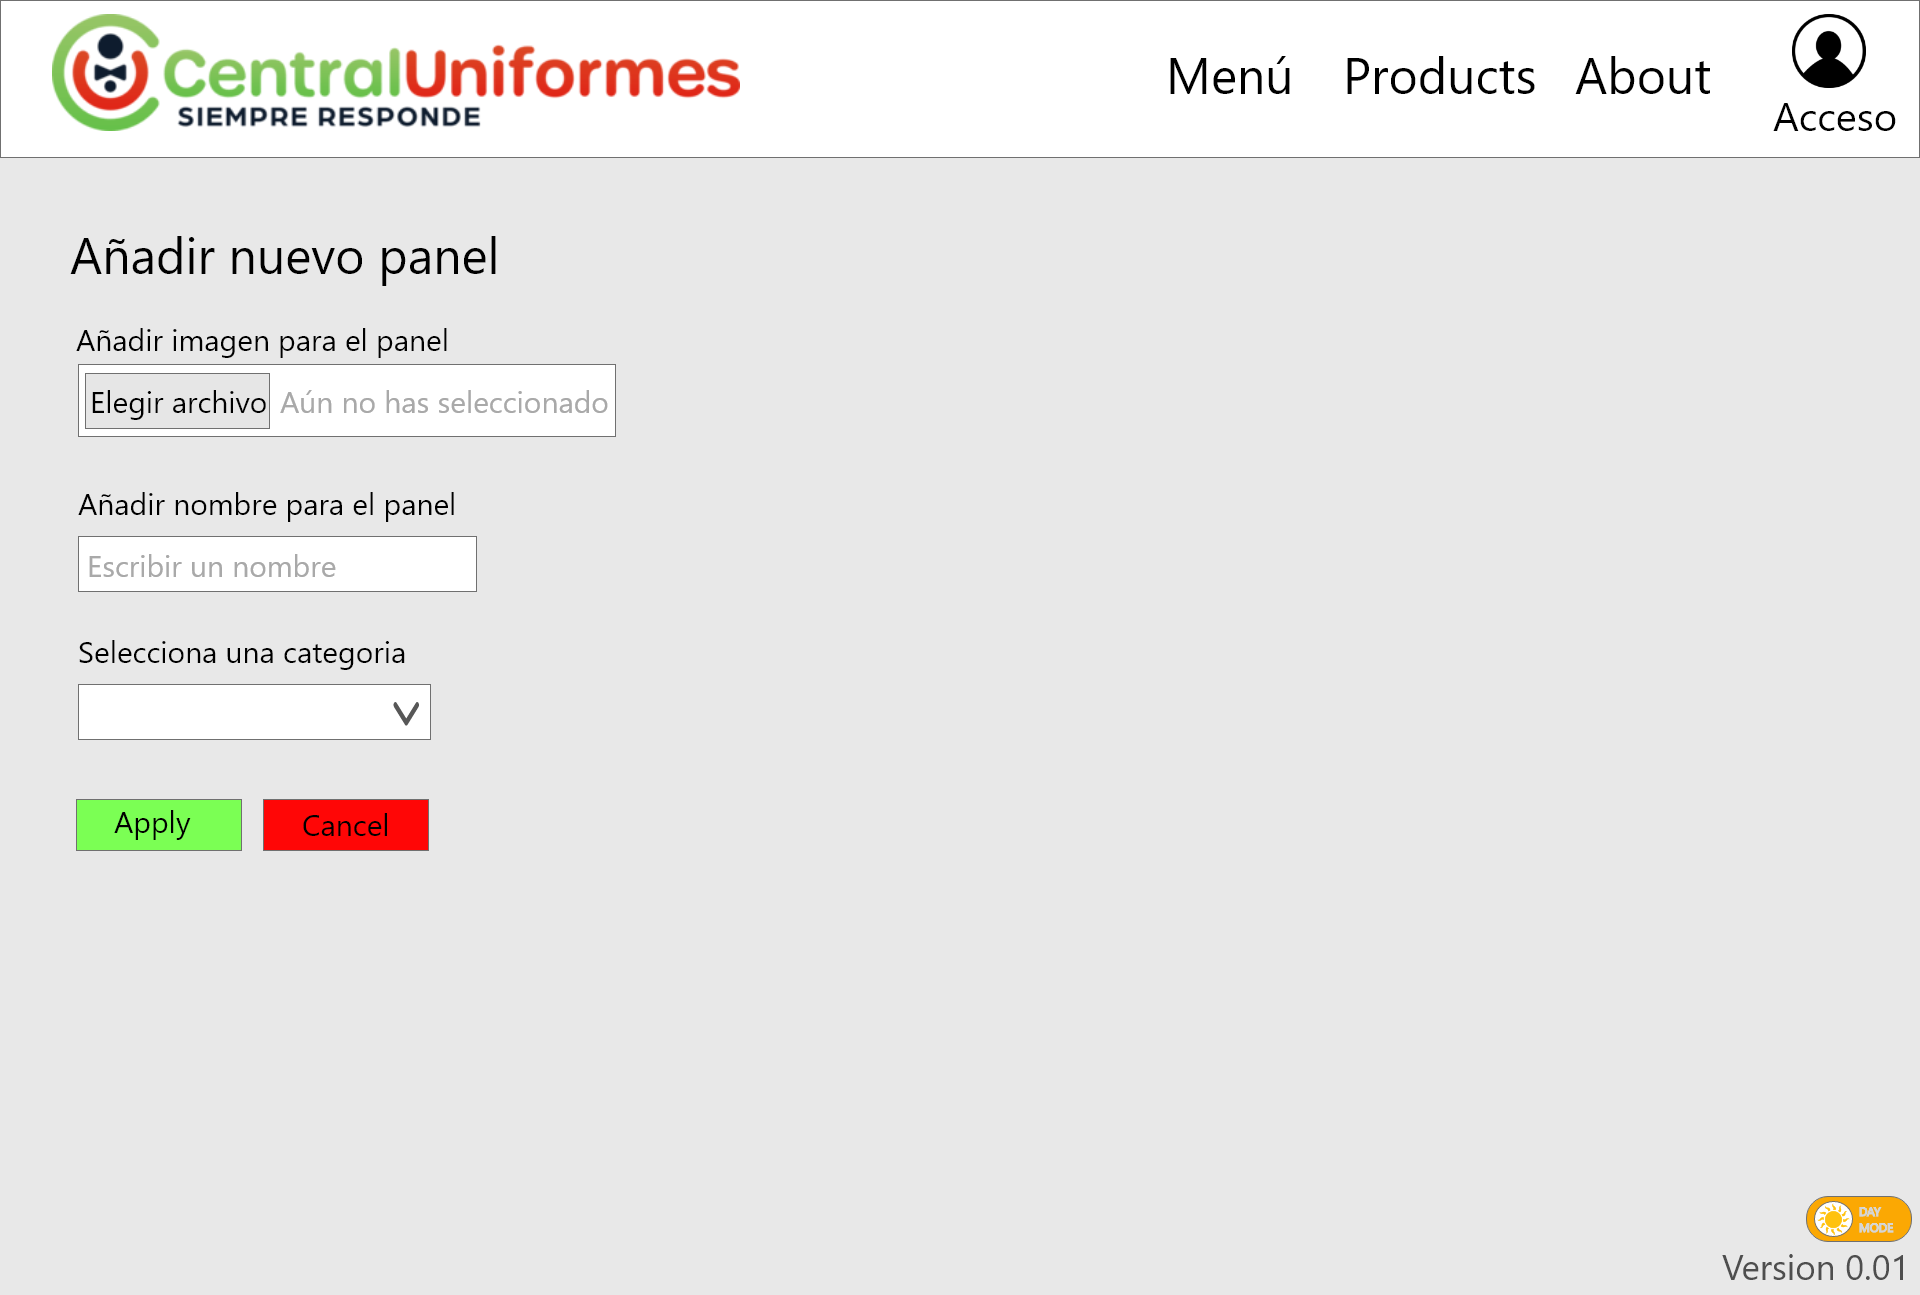 CentralUniformes
SIEMPRE RESPONDE
Menú Products About
Acceso
Añadir nuevo panel
Añadir imagen para el panel
Elegir archivo Aún no has seleccionado
Añadir nombre para el panel
Escribir un nombre
Selecciona una categoria
Apply Cancel
DAY
MODE
Version 0.01